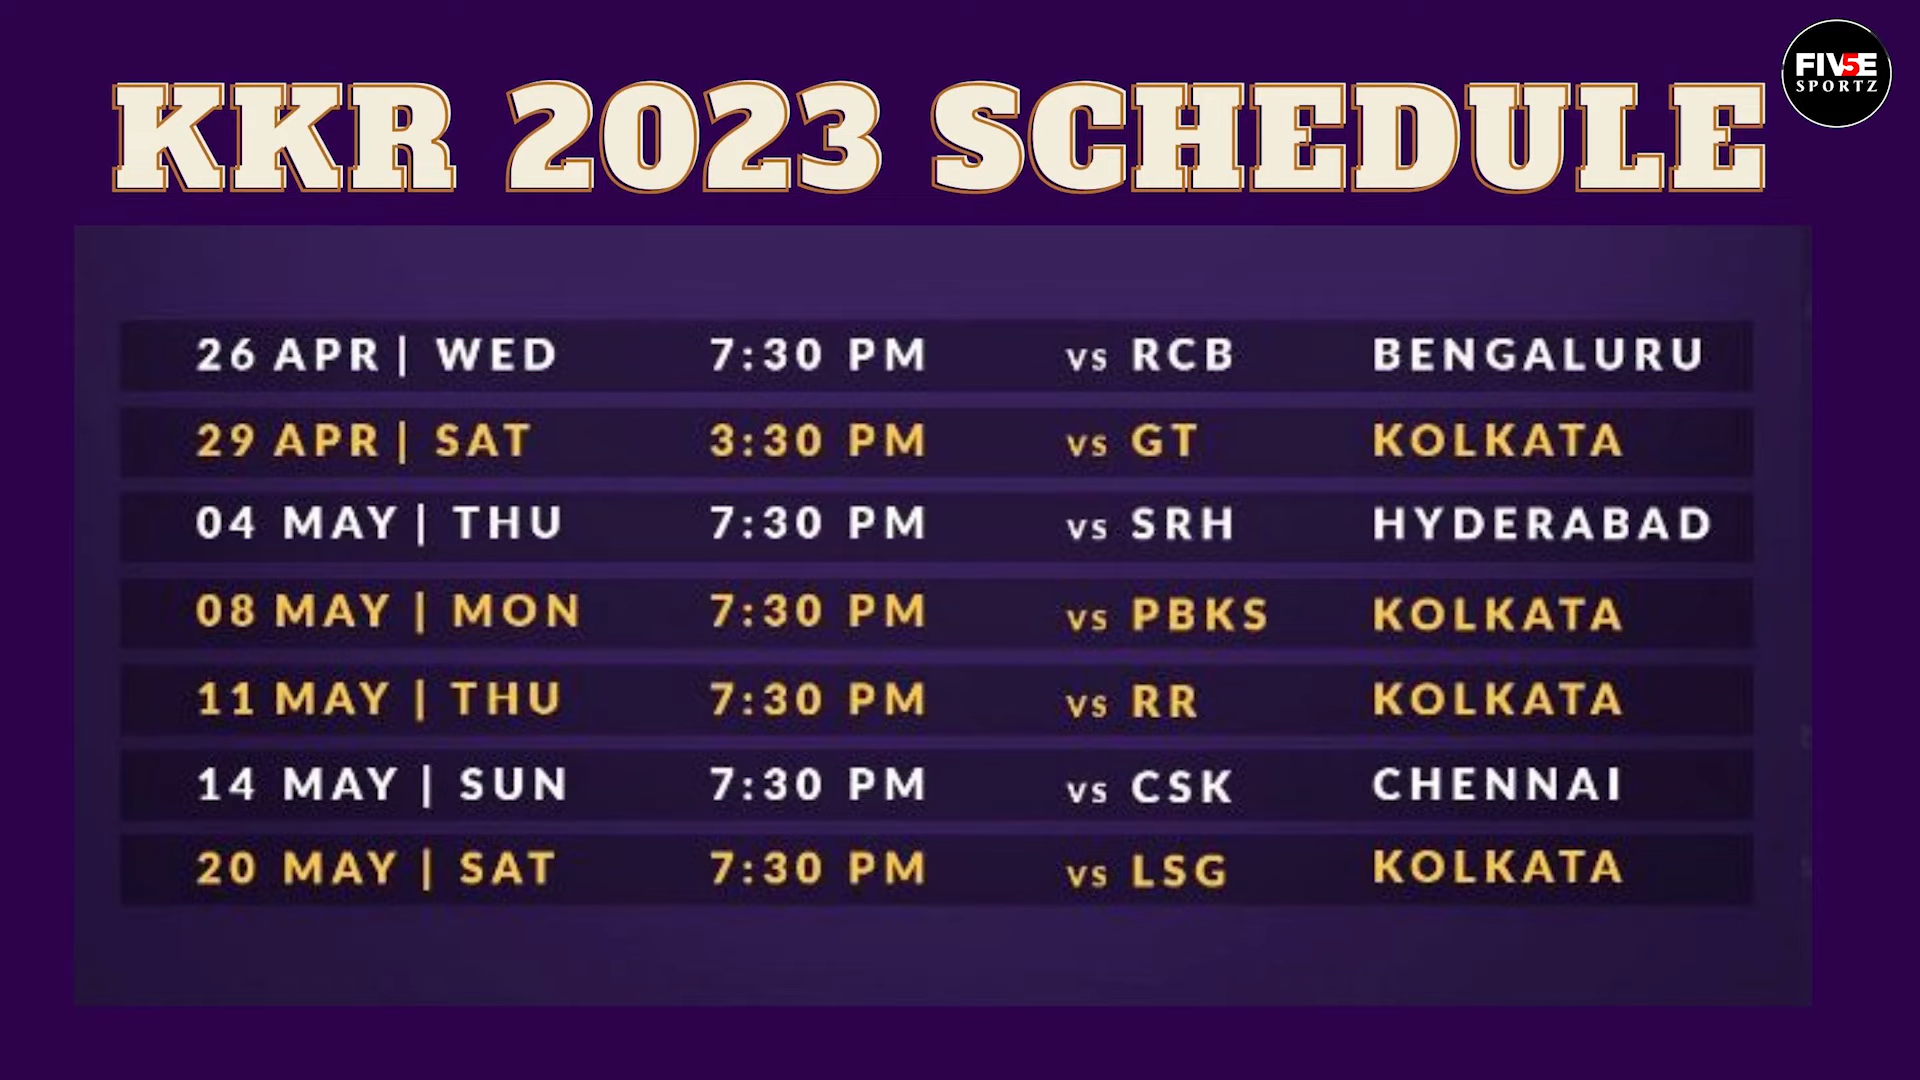 FIV5E
SPORTZ
KKR 2023 SCHEDULE
26 APR | WED 7:30 PM vs RCB BENGALURU
29 APR | SAT 3:30 PM vs GT KOLKATA
04 MAY | THU 7:30 PM vs SRH HYDERABAD
08 MAY | MON 7:30 PM vs PBKS KOLKATA
11 MAY | THU 7:30 PM vs RR KOLKATA
14 MAY | SUN 7:30 PM vs CSK CHENNAI
20 MAY | SAT 7:30 PM vs LSG KOLKATA